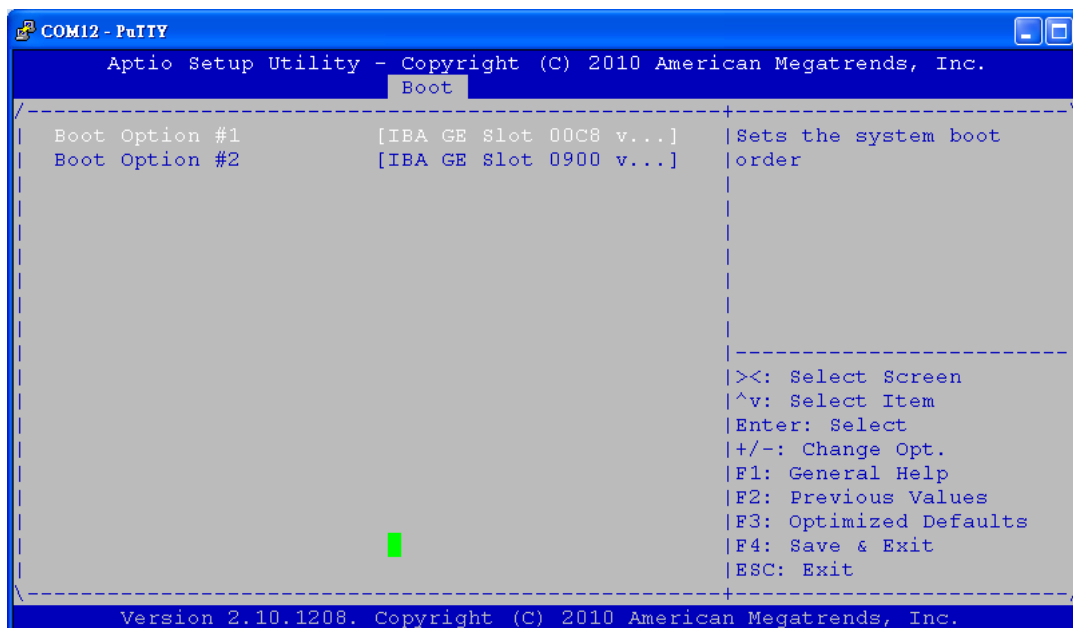 COM12 - PuTTY
Aptio Setup Utility - Copyright (C) 2010 American Megatrends, Inc.
Boot
Boot Option #1 [IBA GE Slot 00C8 v...]
Boot Option #2 [IBA GE Slot 0900 v...]
Sets the system boot
order
><: Select Screen
^v: Select Item
Enter: Select
+/-: Change Opt.
F1: General Help
F2: Previous Values
F3: Optimized Defaults
F4: Save & Exit
ESC: Exit
Version 2.10.1208. Copyright (C) 2010 American Megatrends, Inc.